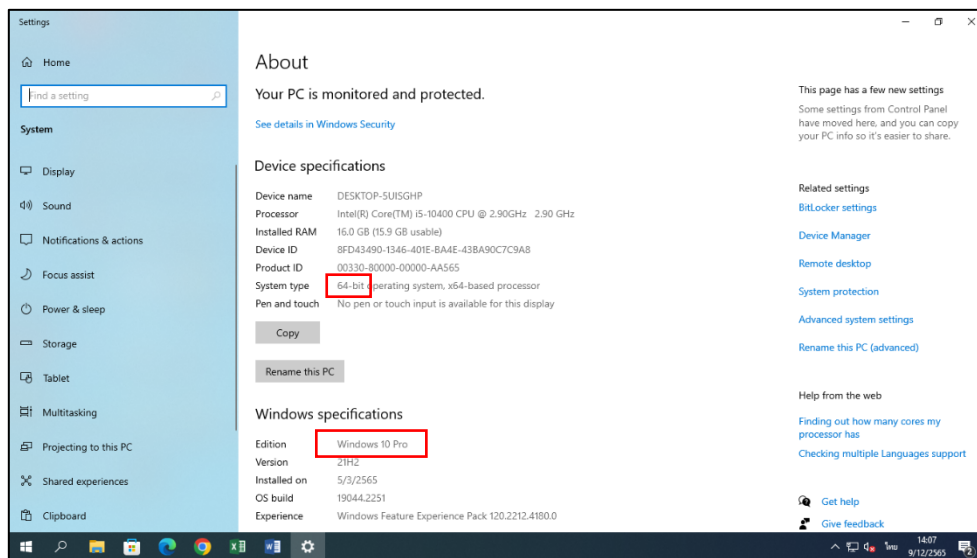 Settings
Home
Find a setting
System
Display
Sound
Notifications & actions
Focus assist
Power & sleep
Storage
Tablet
Multitasking
Projecting to this PC
Shared experiences
Clipboard
About
Your PC is monitored and protected.
See details in Windows Security
Device specifications
Device name DESKTOP-5UISGHP
Processor Intel(R) Core(TM) i5-10400 CPU @ 2.90GHz 2.90 GHz
Installed RAM 16.0 GB (15.9 GB usable)
Device ID 8FD43490-1346-401E-BA4E-43BA90C7C9A8
Product ID 00330-80000-00000-AA565
System type 64-bit operating system, x64-based processor
Pen and touch No pen or touch input is available for this display
Copy
Rename this PC
Windows specifications
Edition Windows 10 Pro
Version 21H2
Installed on 5/3/2565
OS build 19044.2251
Experience Windows Feature Experience Pack 120.2212.4180.0
This page has a few new settings
Some settings from Control Panel
have moved here, and you can copy
your PC info so it's easier to share.
Related settings
BitLocker settings
Device Manager
Remote desktop
System protection
Advanced system settings
Rename this PC (advanced)
Help from the web
Finding out how many cores my
processor has
Checking multiple Languages support
Get help
Give feedback
ไทย
14:07
9/12/2565
2